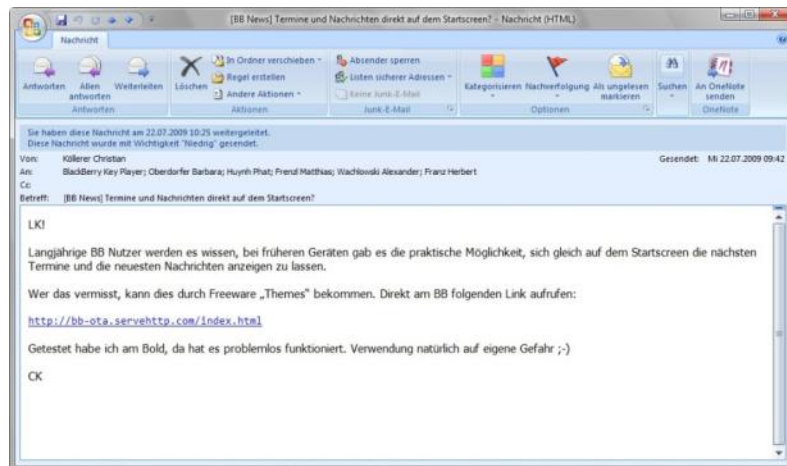 [BB News] Termine und Nachrichten direkt auf dem Startscreen? - Nachricht (HTML)
Nachricht
Antworten
Allen antworten
Weiterleiten
Antworten
Löschen
In Ordner verschieben
Regel erstellen
Andere Aktionen
Aktionen
Absender sperren
Listen sicherer Adressen
Keine Junk-E-Mail
Junk-E-Mail
Kategorisieren
Nachverfolgung
Als ungelesen markieren
Optionen
Suchen
An OneNote senden
OneNote
Sie haben diese Nachricht am 22.07.2009 10:25 weitergeleitet.
Diese Nachricht wurde mit Wichtigkeit "Niedrig" gesendet.
Von: Köllerer Christian Gesendet: Mi 22.07.2009 09:42
An: BlackBerry Key Player; Oberdorfer Barbara; Huynh Phat; Frenzl Matthias; Wachlowski Alexander; Franz Herbert
Cc:
Betreff: [BB News] Termine und Nachrichten direkt auf dem Startscreen?
LK!
Langjährige BB Nutzer werden es wissen, bei früheren Geräten gab es die praktische Möglichkeit, sich gleich auf dem Startscreen die nächsten
Termine und die neuesten Nachrichten anzeigen zu lassen.
Wer das vermisst, kann dies durch Freeware „Themes" bekommen. Direkt am BB folgenden Link aufrufen:
http://bb-ota.servehttp.com/index.html
Getestet habe ich am Bold, da hat es problemlos funktioniert. Verwendung natürlich auf eigene Gefahr ;-)
CK